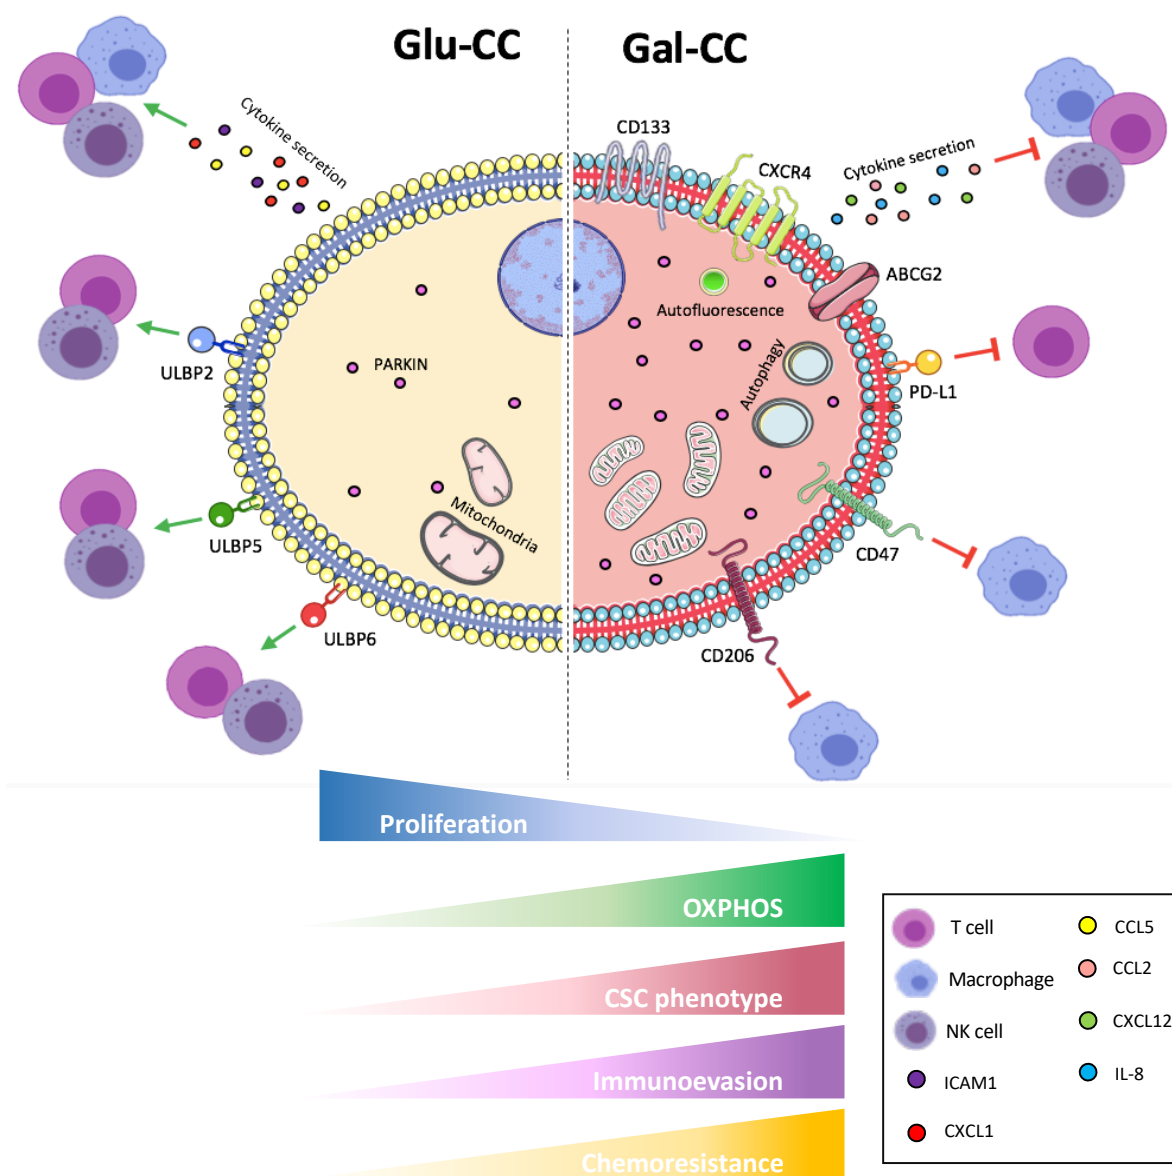 Glu-CC
Gal-CC
Cytokine secretion
CD133
CXCR4
Cytokine secretion
ABCG2
Autofluorescence
ULBP2
PARKIN
Autophagy
PD-L1
Mitochondria
ULBP5
CD47
ULBP6
CD206
Proliferation
OXPHOS
CSC phenotype
Immunoevasion
Chemoresistance
T cell
Macrophage
NK cell
ICAM1
CXCL1
CCL5
CCL2
CXCL12
IL-8